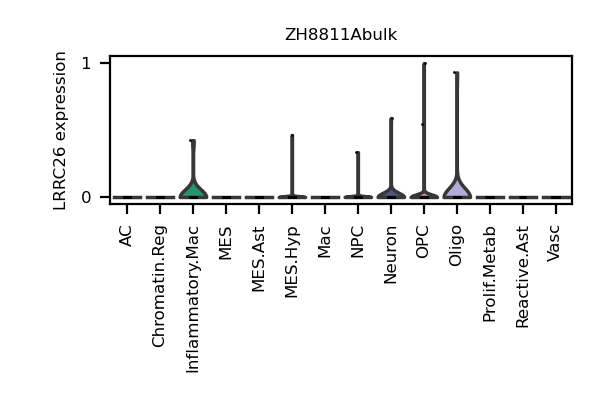 ZH8811Abulk
LRRC26 expression
1
0
AC
Chromatin.Reg
Inflammatory.Mac
MES
MES.Ast
MES.Hyp
Mac
NPC
Neuron
OPC
Oligo
Prolif.Metab
Reactive.Ast
Vasc